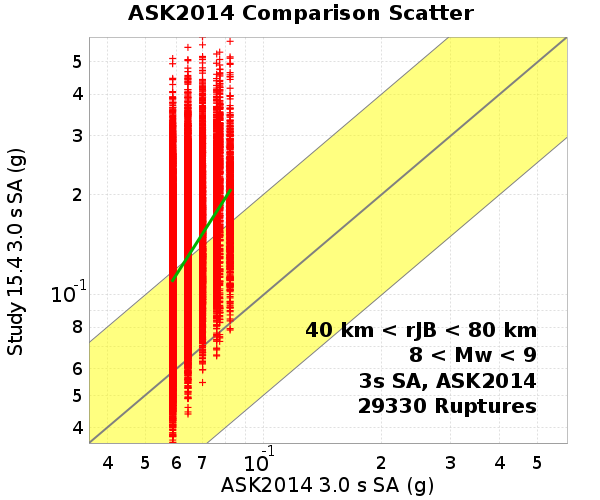 ASK2014 Comparison Scatter
Study 15.4 3.0 s SA (g)
5
4
3
2
10-1
8
6
5
4
40 km < rJB < 80 km
8 < Mw < 9
3s SA, ASK2014
29330 Ruptures
4 5 6 7 10-1 2 3 4 5
ASK2014 3.0 s SA (g)